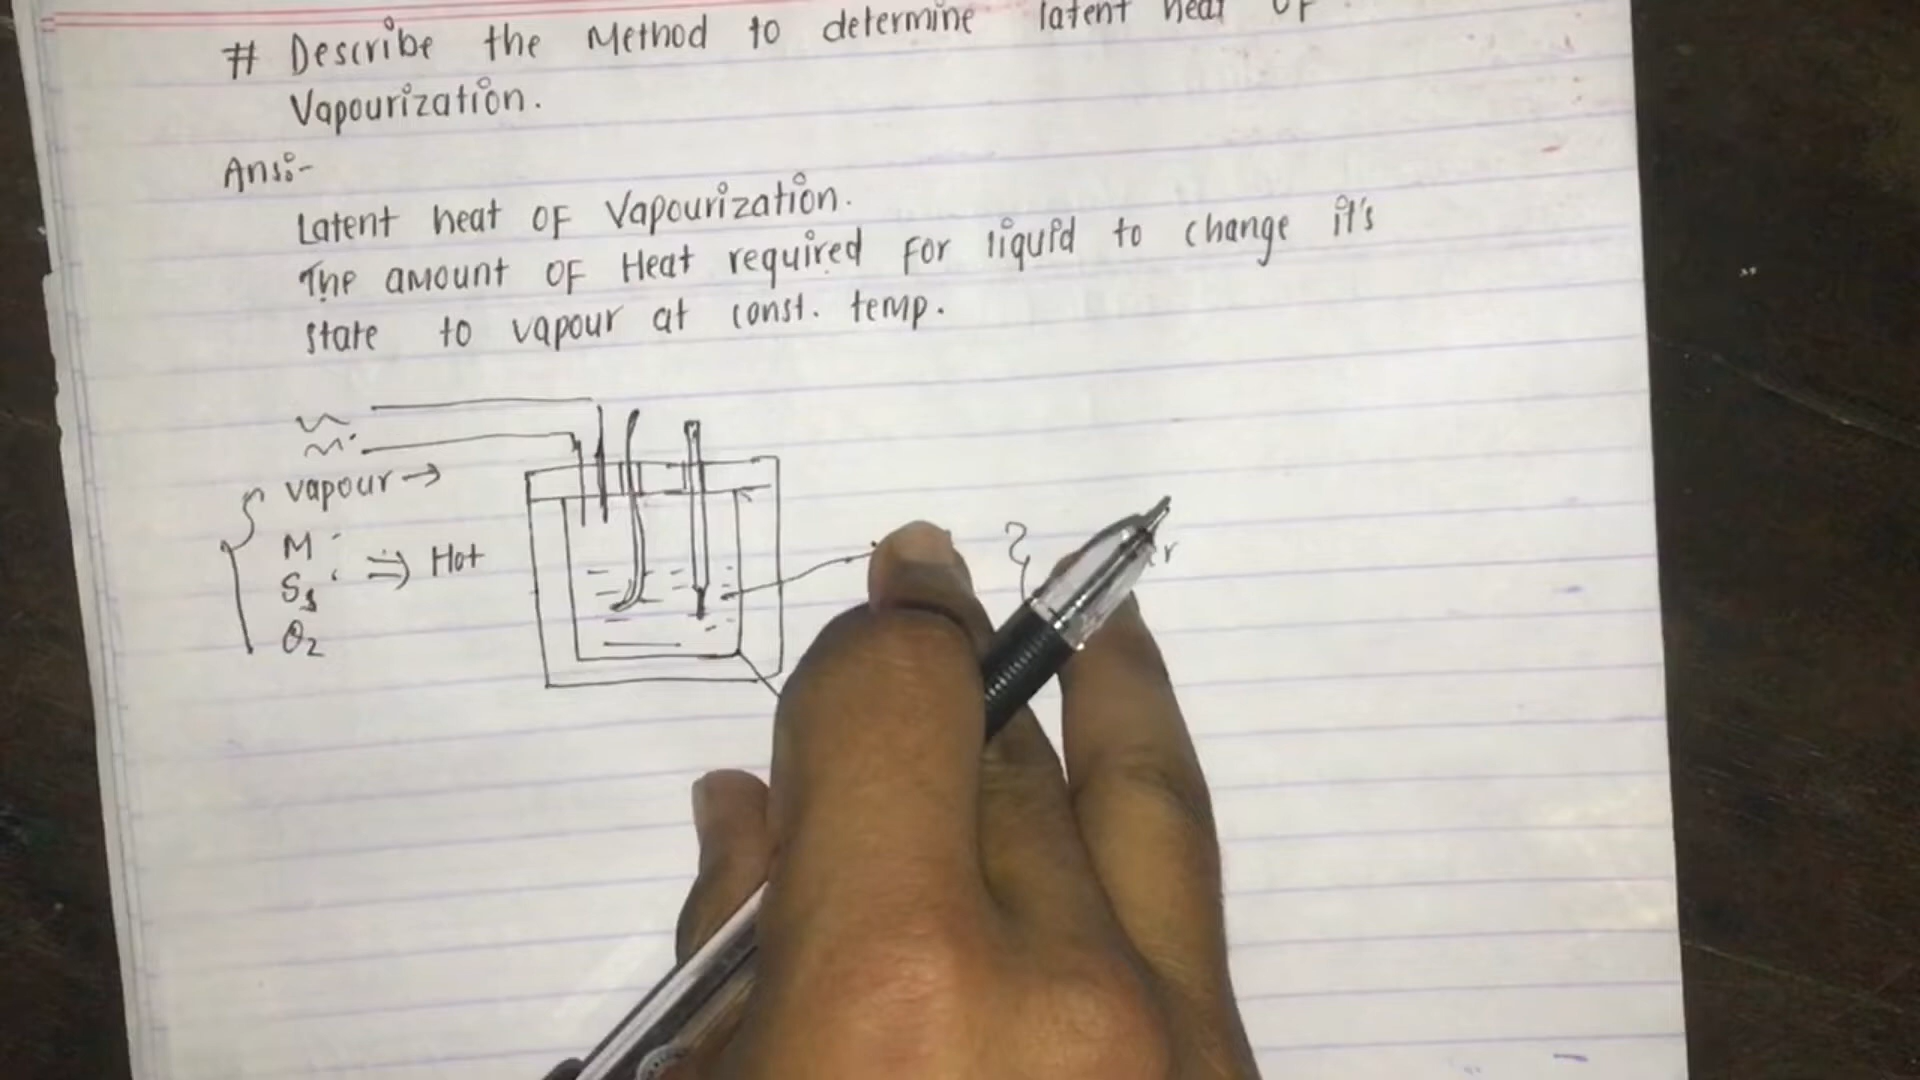 # Describe the Method to determine latent heat of
Vapourization.
Ans:-
Latent heat OF Vapourization.
The amount OF Heat required For liquid to change it's
state to vapour at const. temp.
vapour →
M
S₁ ⇒ Hot
θ₂